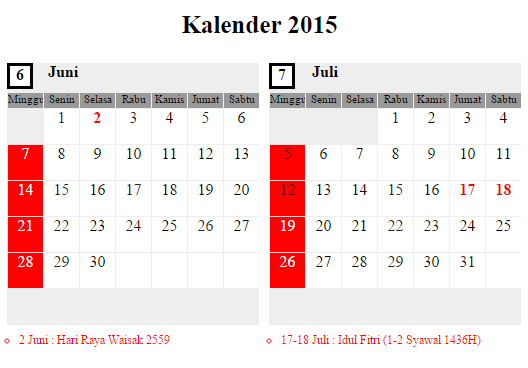 Kalender 2015
6 Juni
Minggu Senin Selasa Rabu Kamis Jumat Sabtu
1 2 3 4 5 6
7 8 9 10 11 12 13
14 15 16 17 18 19 20
21 22 23 24 25 26 27
28 29 30
2 Juni : Hari Raya Waisak 2559
7 Juli
Minggu Senin Selasa Rabu Kamis Jumat Sabtu
1 2 3 4
5 6 7 8 9 10 11
12 13 14 15 16 17 18
19 20 21 22 23 24 25
26 27 28 29 30 31
17-18 Juli : Idul Fitri (1-2 Syawal 1436H)